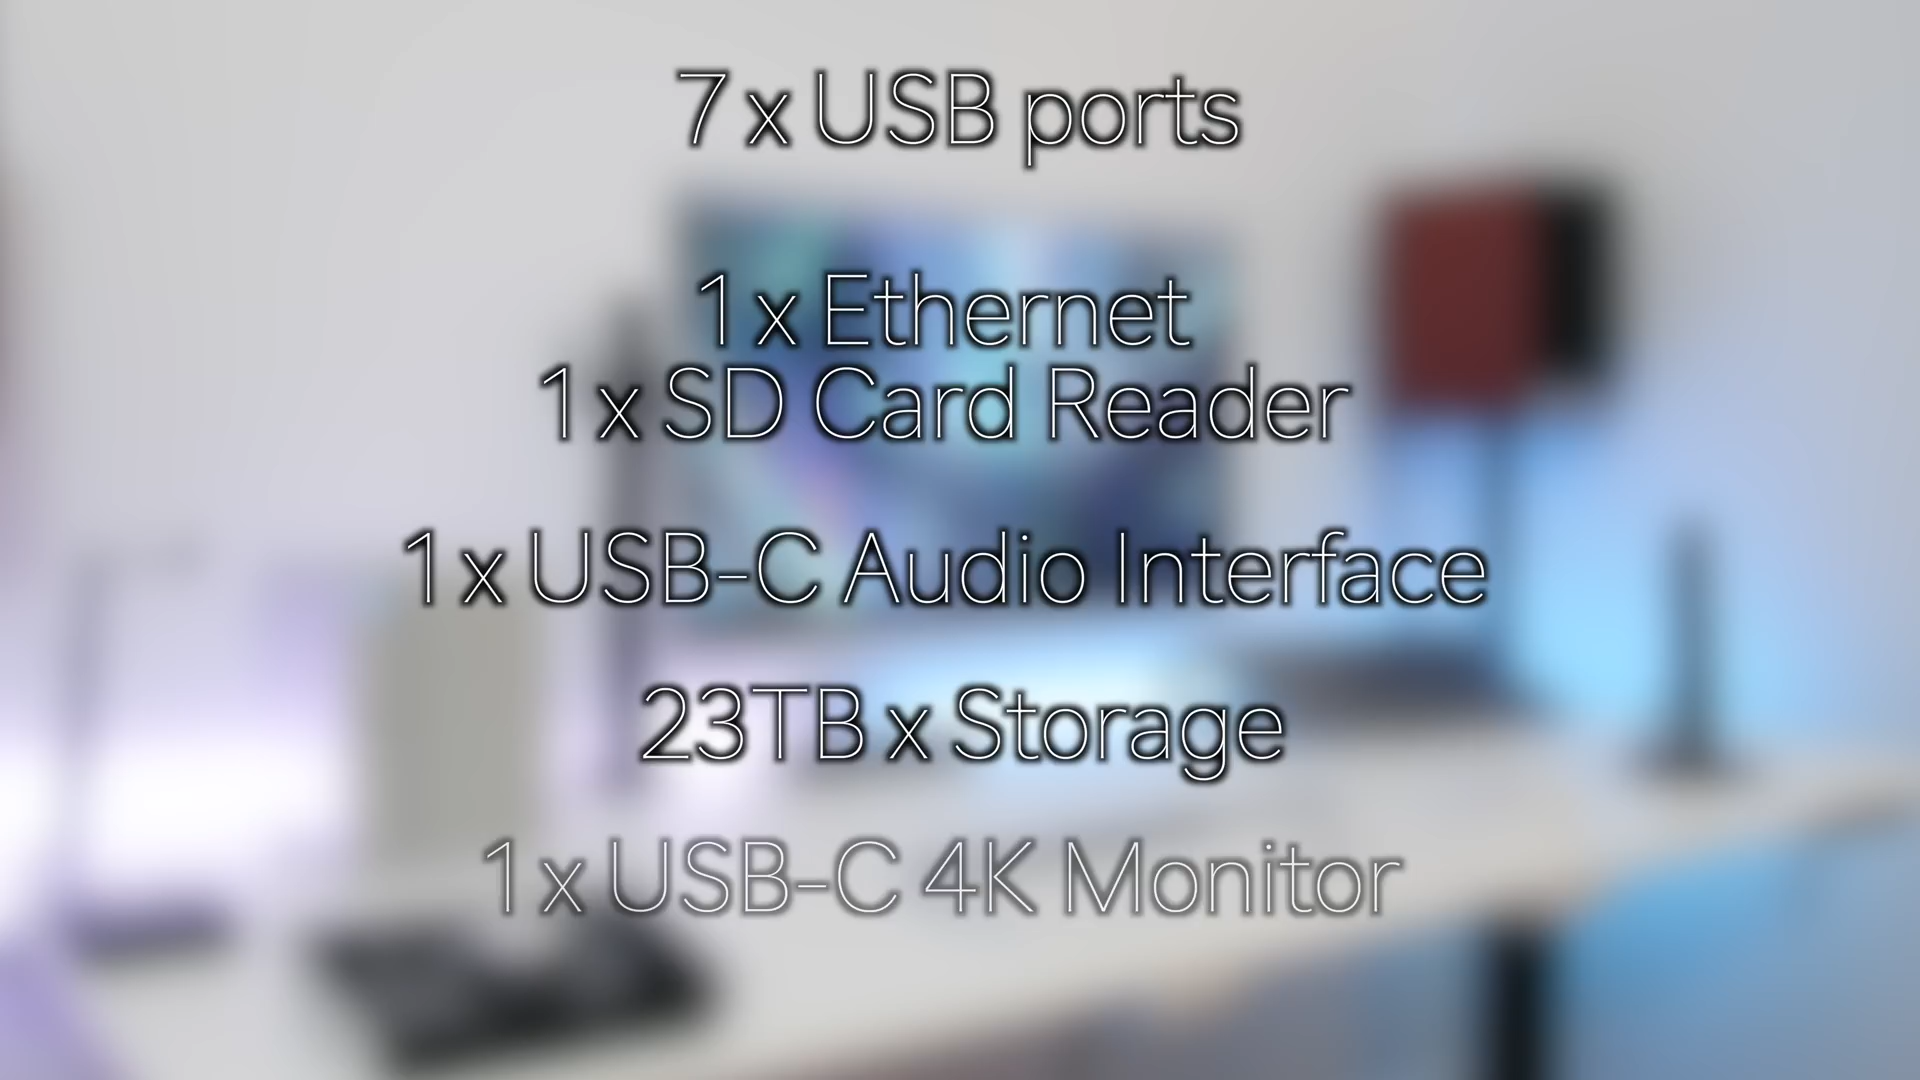 7 x USB ports
1 x Ethernet
1 x SD Card Reader
1 x USB-C Audio Interface
23TB x Storage
1 x USB-C 4K Monitor